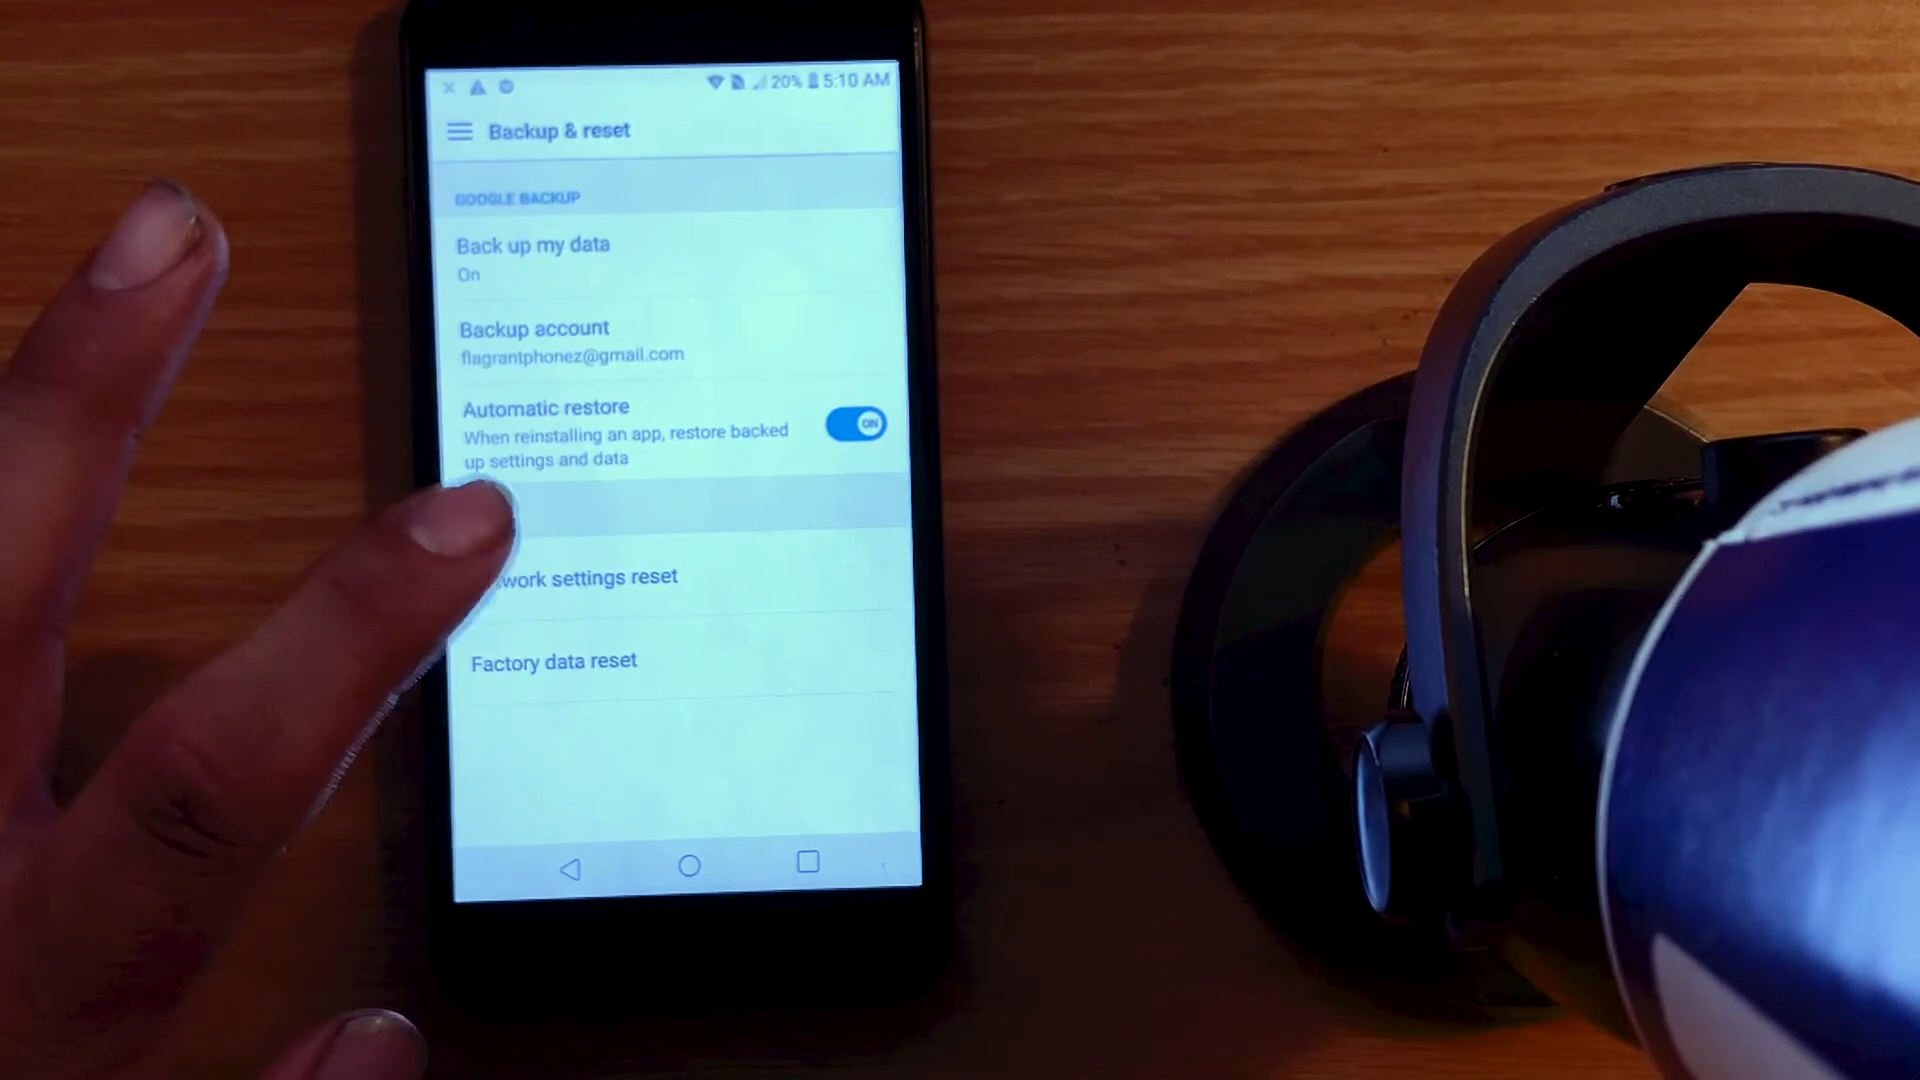 20% 5:10 AM
Backup & reset
GOOGLE BACKUP
Back up my data
On
Backup account
flagrantphonez@gmail.com
Automatic restore
When reinstalling an app, restore backed
ON
up settings and data
work settings reset
Factory data reset